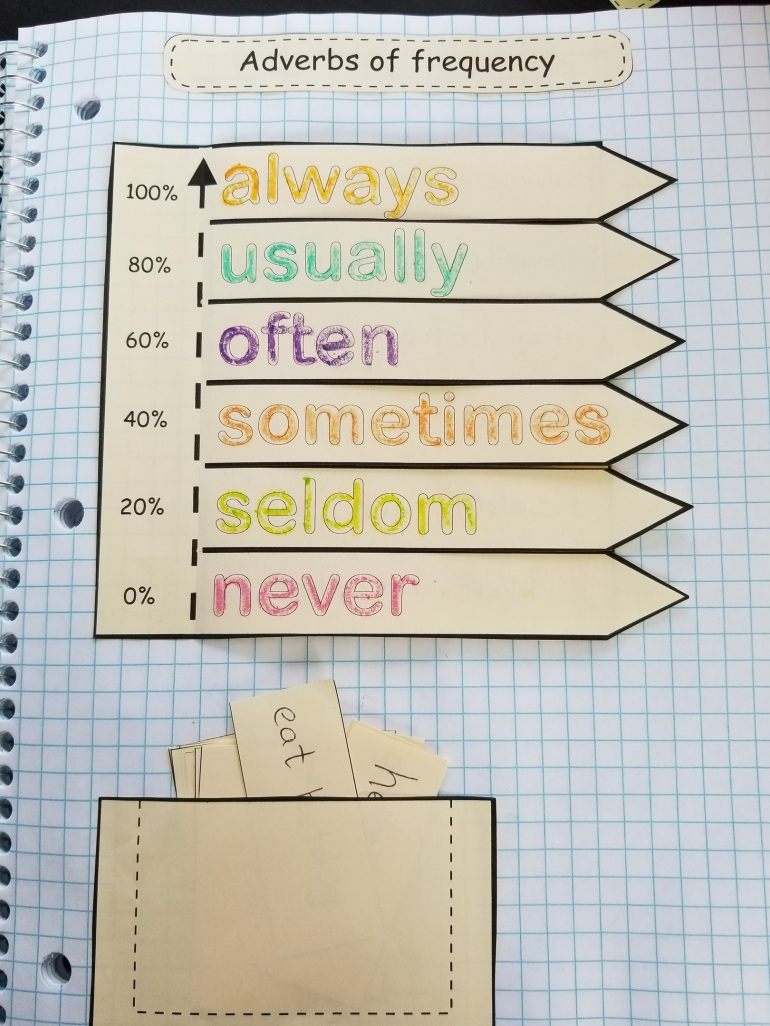 Adverbs of frequency
100% always
80% usually
60% often
40% sometimes
20% seldom
0% never
eat